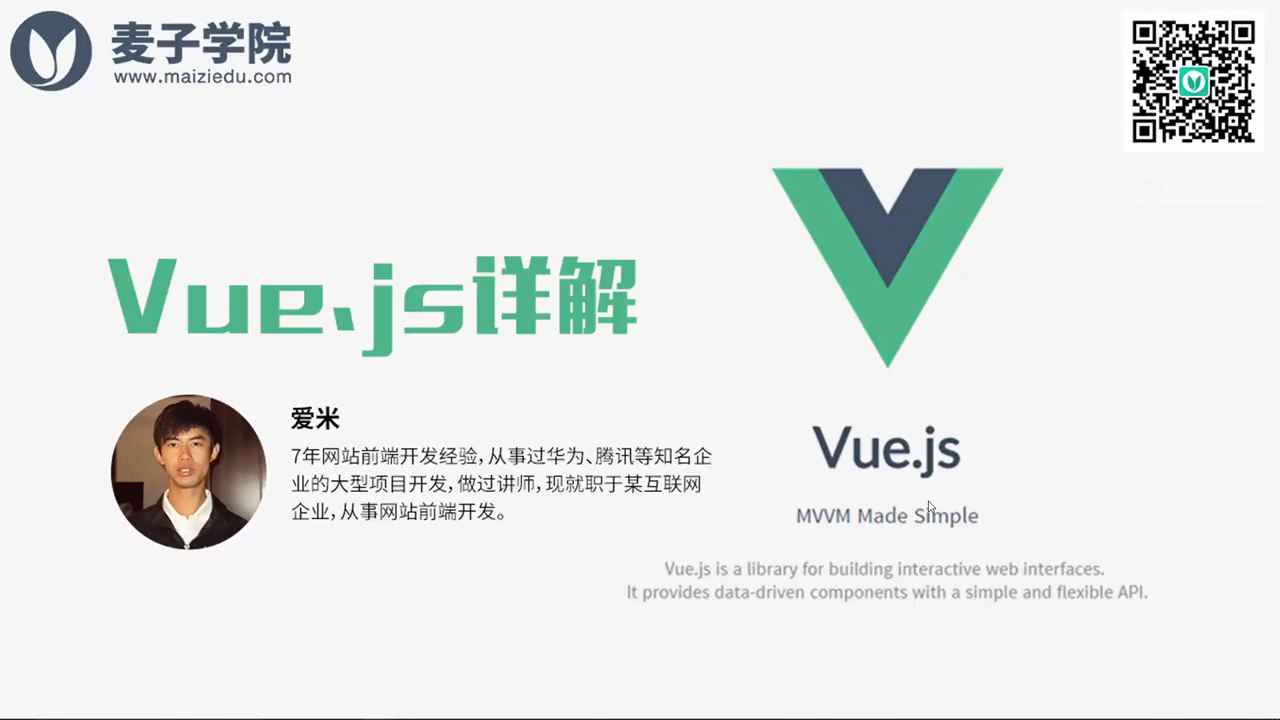 麦子学院
www.maiziedu.com
Vue.js详解
爱米
7年网站前端开发经验，从事过华为、腾讯等知名企
业的大型项目开发，做过讲师，现就职于某互联网
企业，从事网站前端开发。
Vue.js
MVVM Made Simple
Vue.js is a library for building interactive web interfaces.
It provides data-driven components with a simple and flexible API.